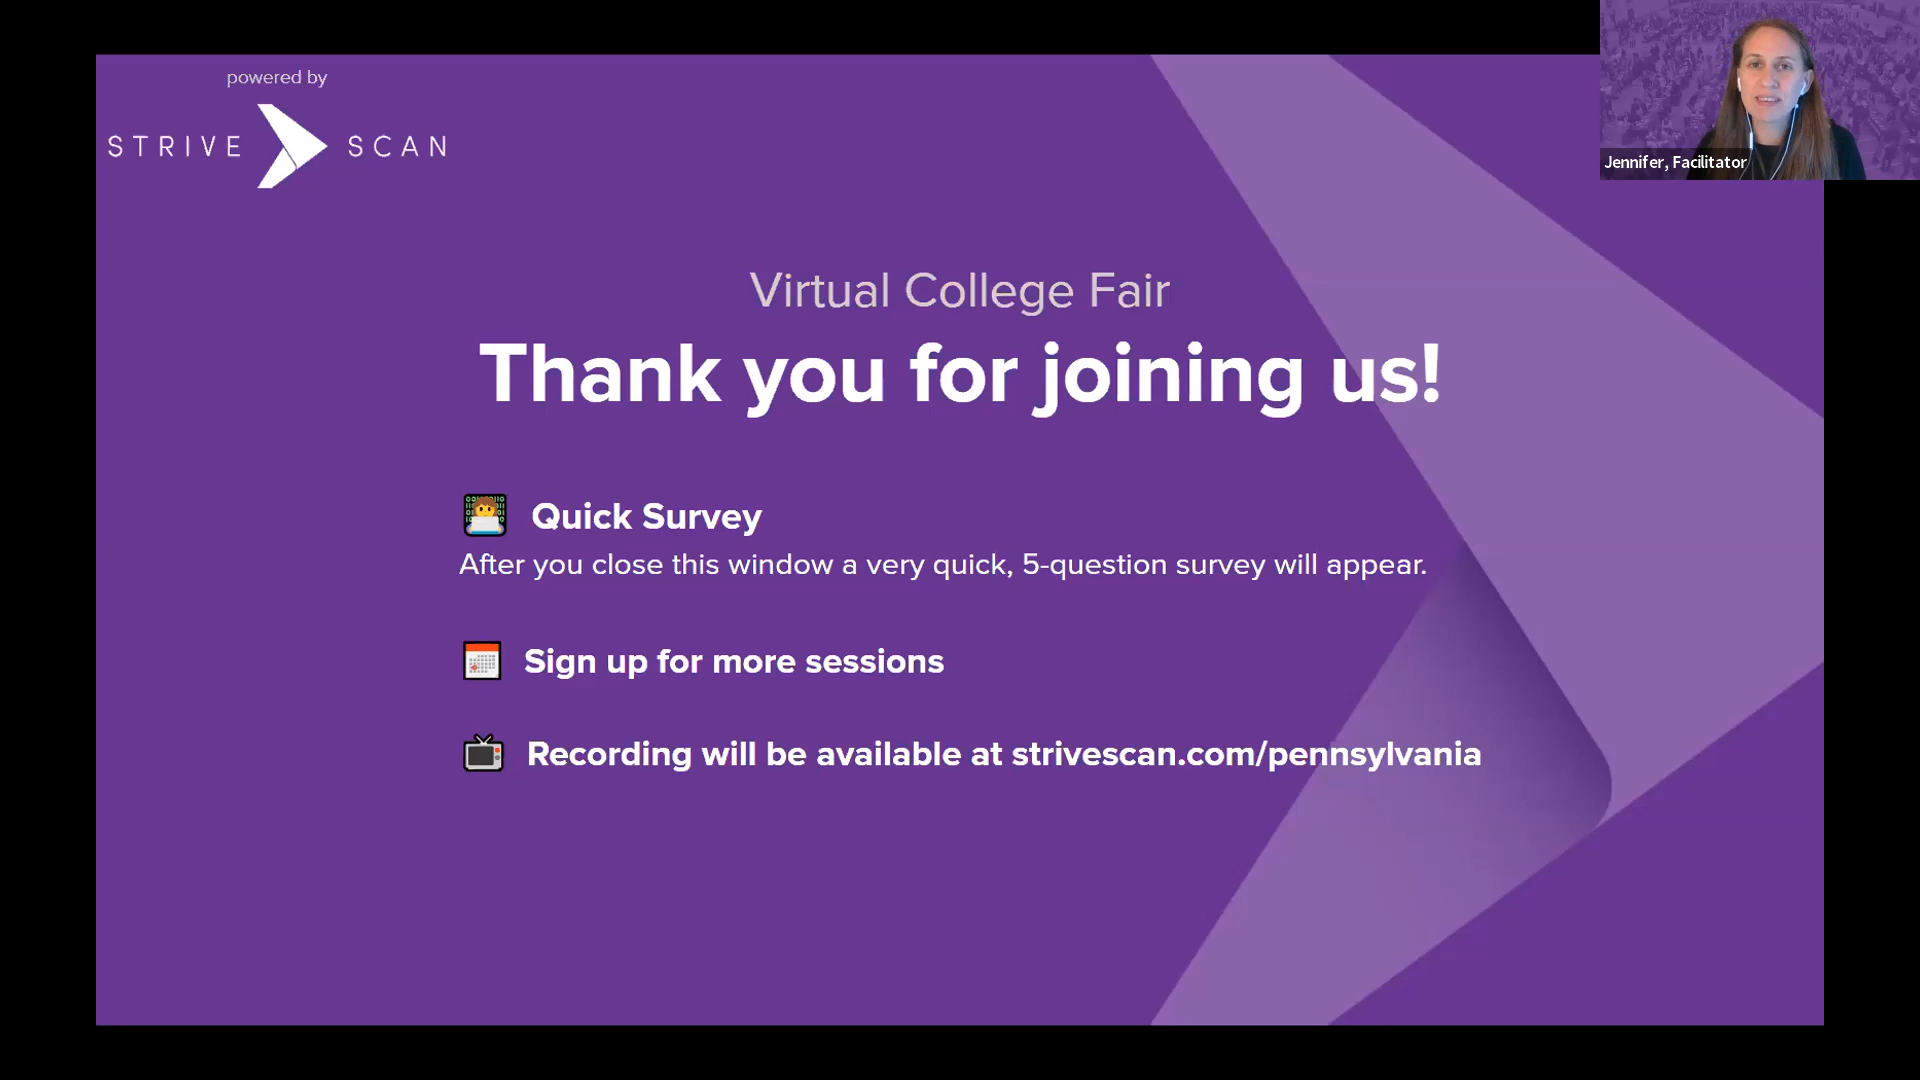 powered by
STRIVE SCAN
Jennifer, Facilitator
Virtual College Fair
Thank you for joining us!
Quick Survey
After you close this window a very quick, 5-question survey will appear.
Sign up for more sessions
Recording will be available at strivescan.com/pennsylvania